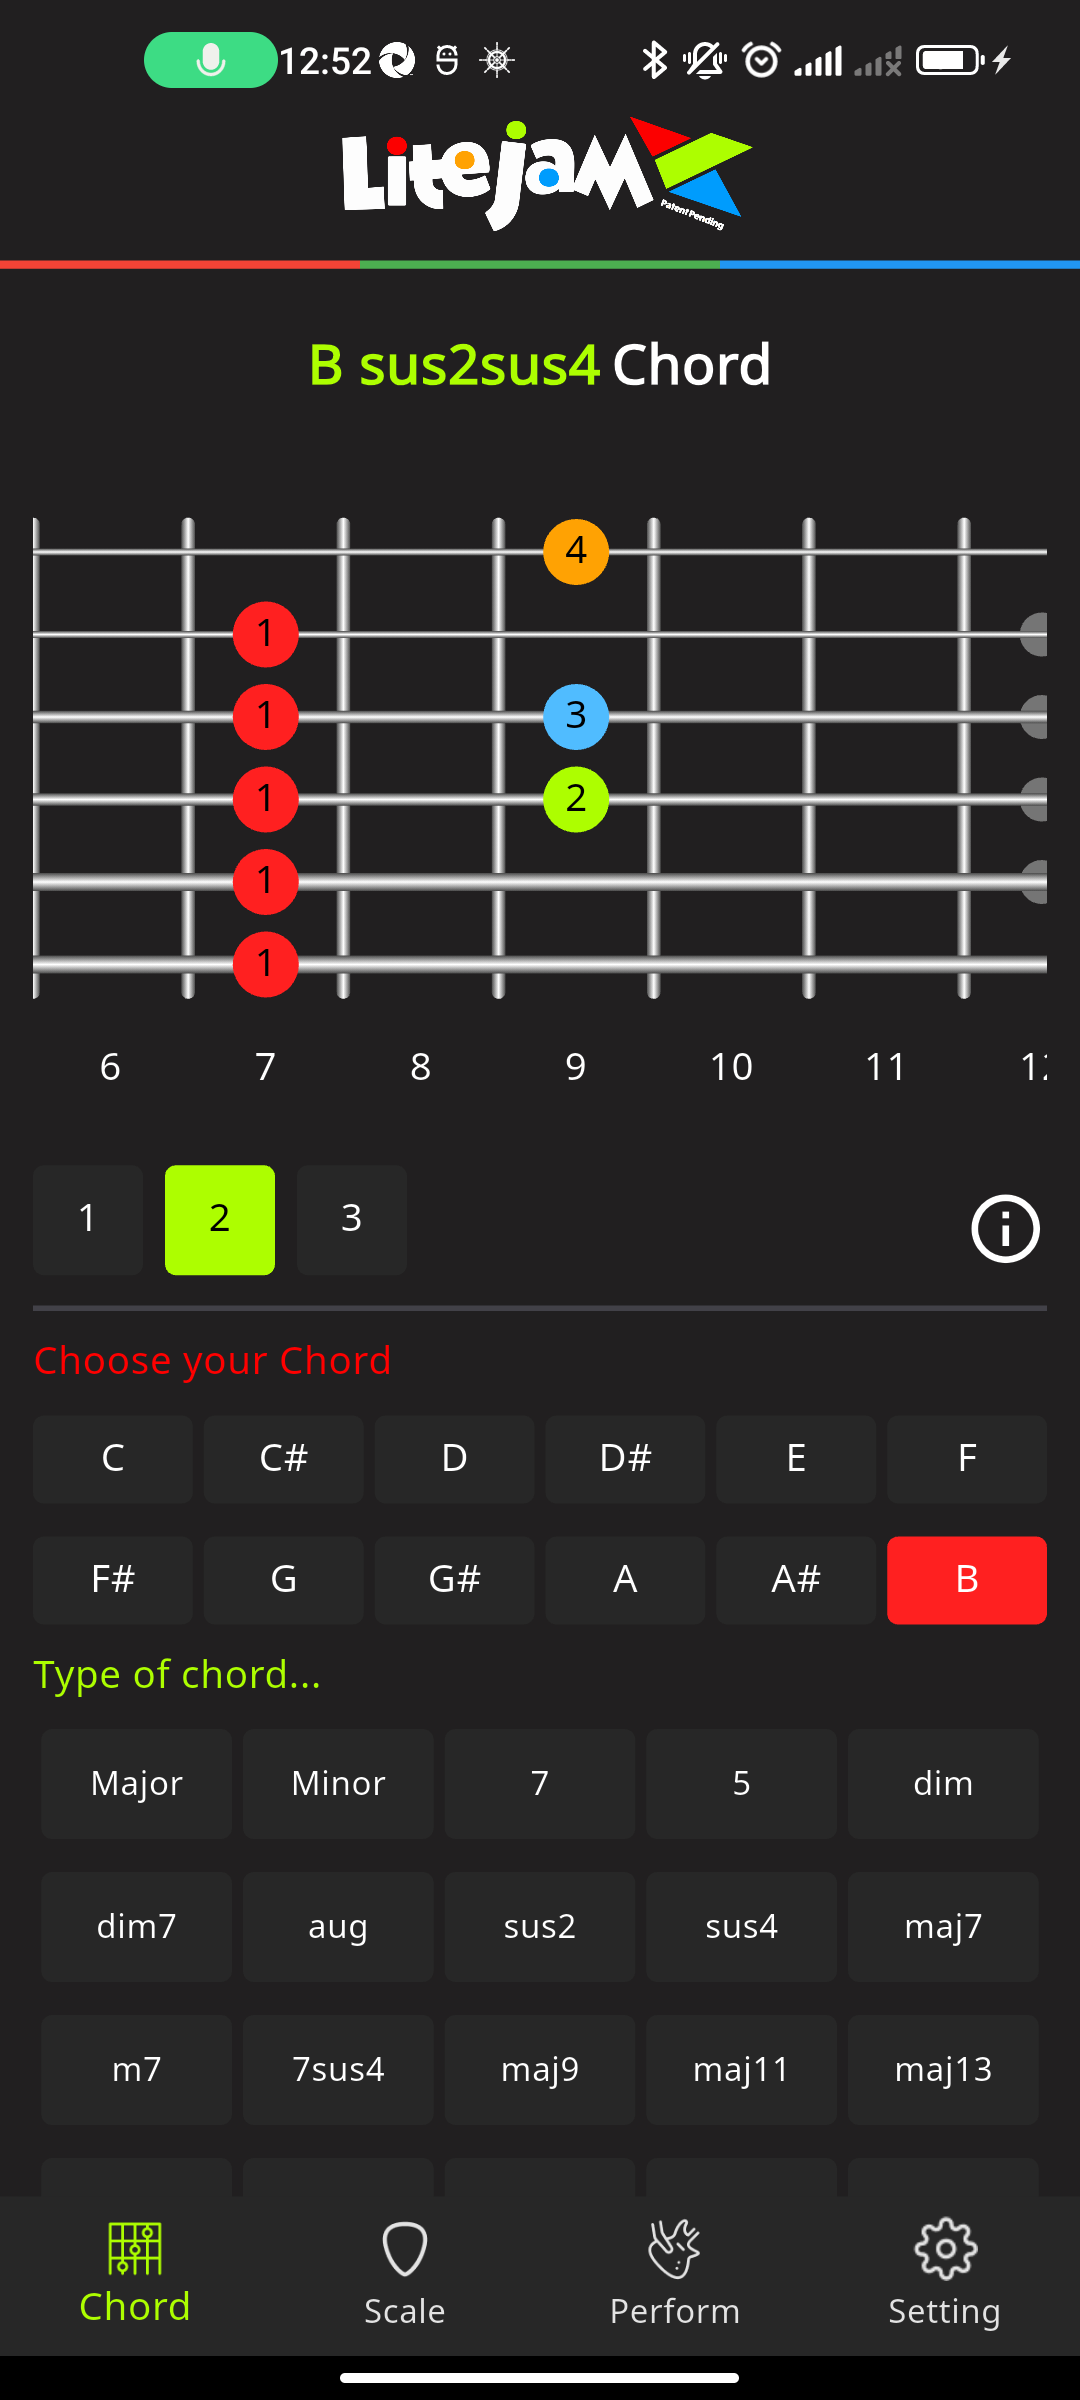 12:52
LitejaM
Patent Pending
B sus2sus4 Chord
4
1
1 3
1 2
1
1
6 7 8 9 10 11
1 2 3
Choose your Chord
C C# D D# E F
F# G G# A A# B
Type of chord...
Major Minor 7 5 dim
dim7 aug sus2 sus4 maj7
m7 7sus4 maj9 maj11 maj13
Chord Scale Perform Setting